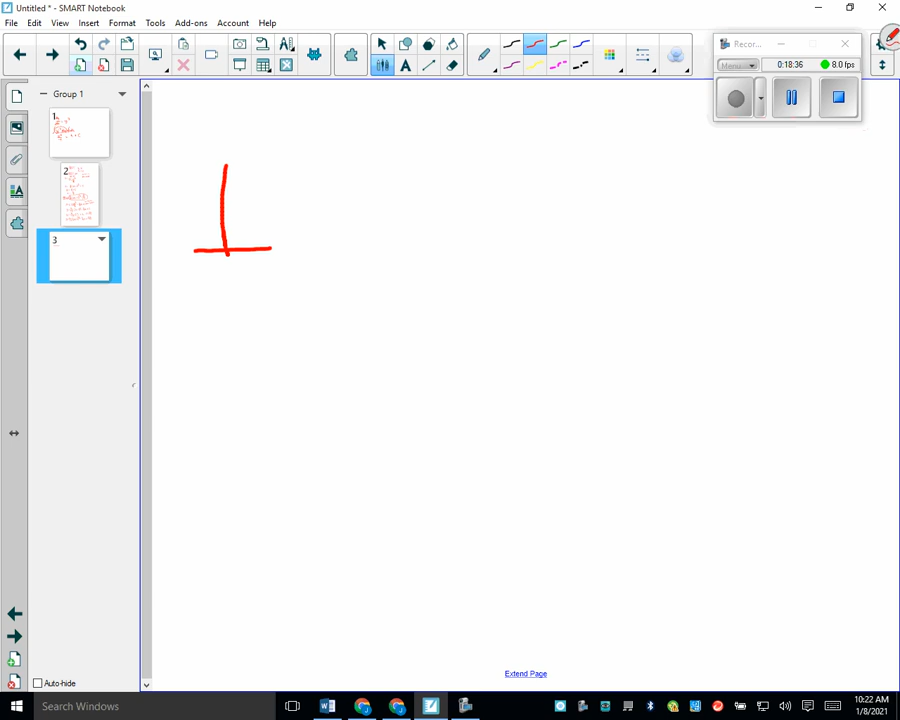 Untitled * - SMART Notebook
File Edit View Insert Format Tools Add-ons Account Help
Recor...
Menu
0:18:36 8.0 fps
Group 1
1
2
3
Auto-hide
Extend Page
Search Windows
10:22 AM
1/8/2021